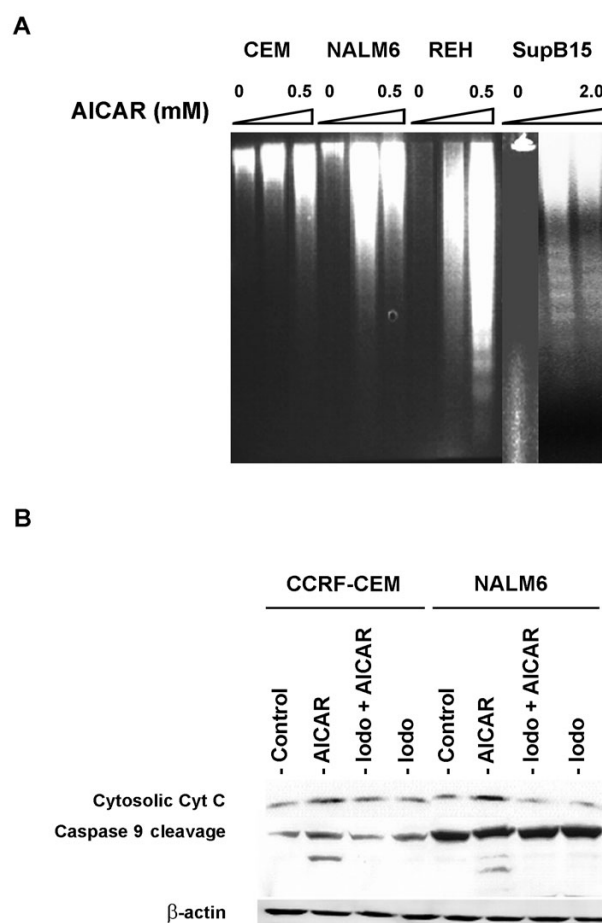 A
CEM NALM6 REH SupB15
0 0.5 0 0.5 0 0.5 0 2.0
AICAR (mM)
B
CCRF-CEM NALM6
- Control
- AICAR
- Iodo + AICAR
- Iodo
- Control
- AICAR
- Iodo + AICAR
- Iodo
Cytosolic Cyt C
Caspase 9 cleavage
β-actin